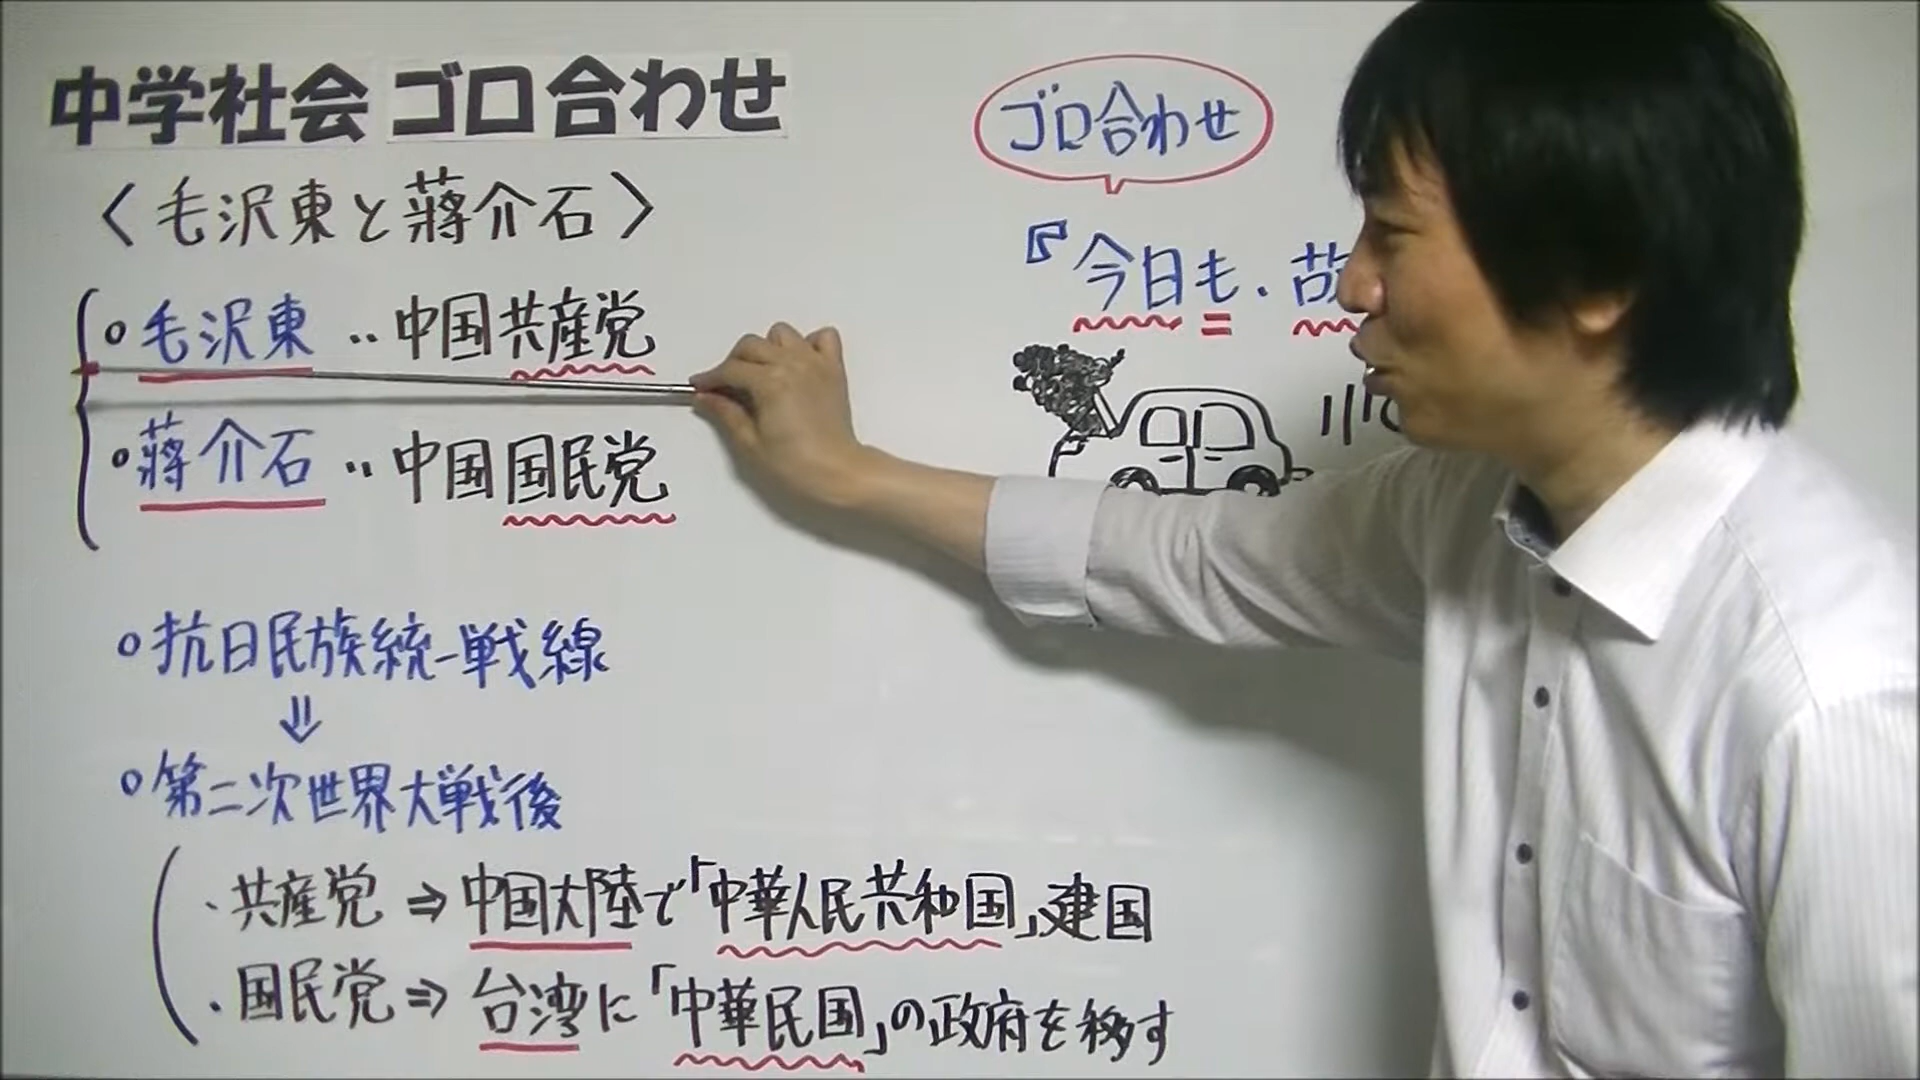 中学社会 ゴロ合わせ
〈毛沢東と蔣介石〉
○毛沢東‥中国共産党
○蔣介石‥中国国民党
○抗日民族統一戦線
⇓
○第二次世界大戦後
・共産党⇒中国大陸で「中華人民共和国」建国
・国民党⇒台湾に「中華民国」の政府を移す
ゴロ合わせ
『今日も・故